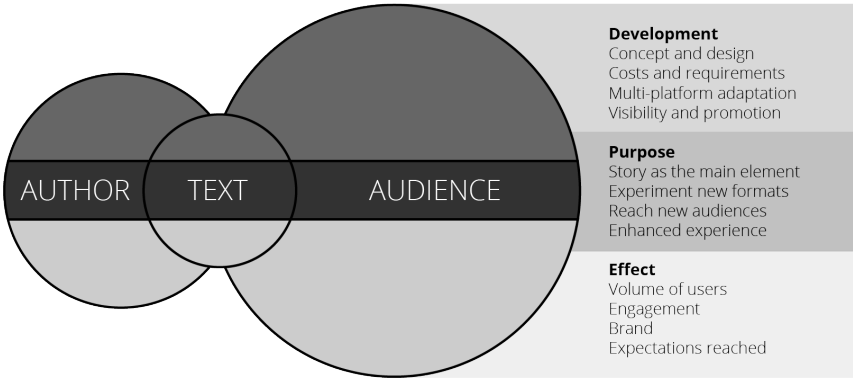 AUTHOR
TEXT
AUDIENCE
Development
Concept and design
Costs and requirements
Multi-platform adaptation
Visibility and promotion
Purpose
Story as the main element
Experiment new formats
Reach new audiences
Enhanced experience
Effect
Volume of users
Engagement
Brand
Expectations reached